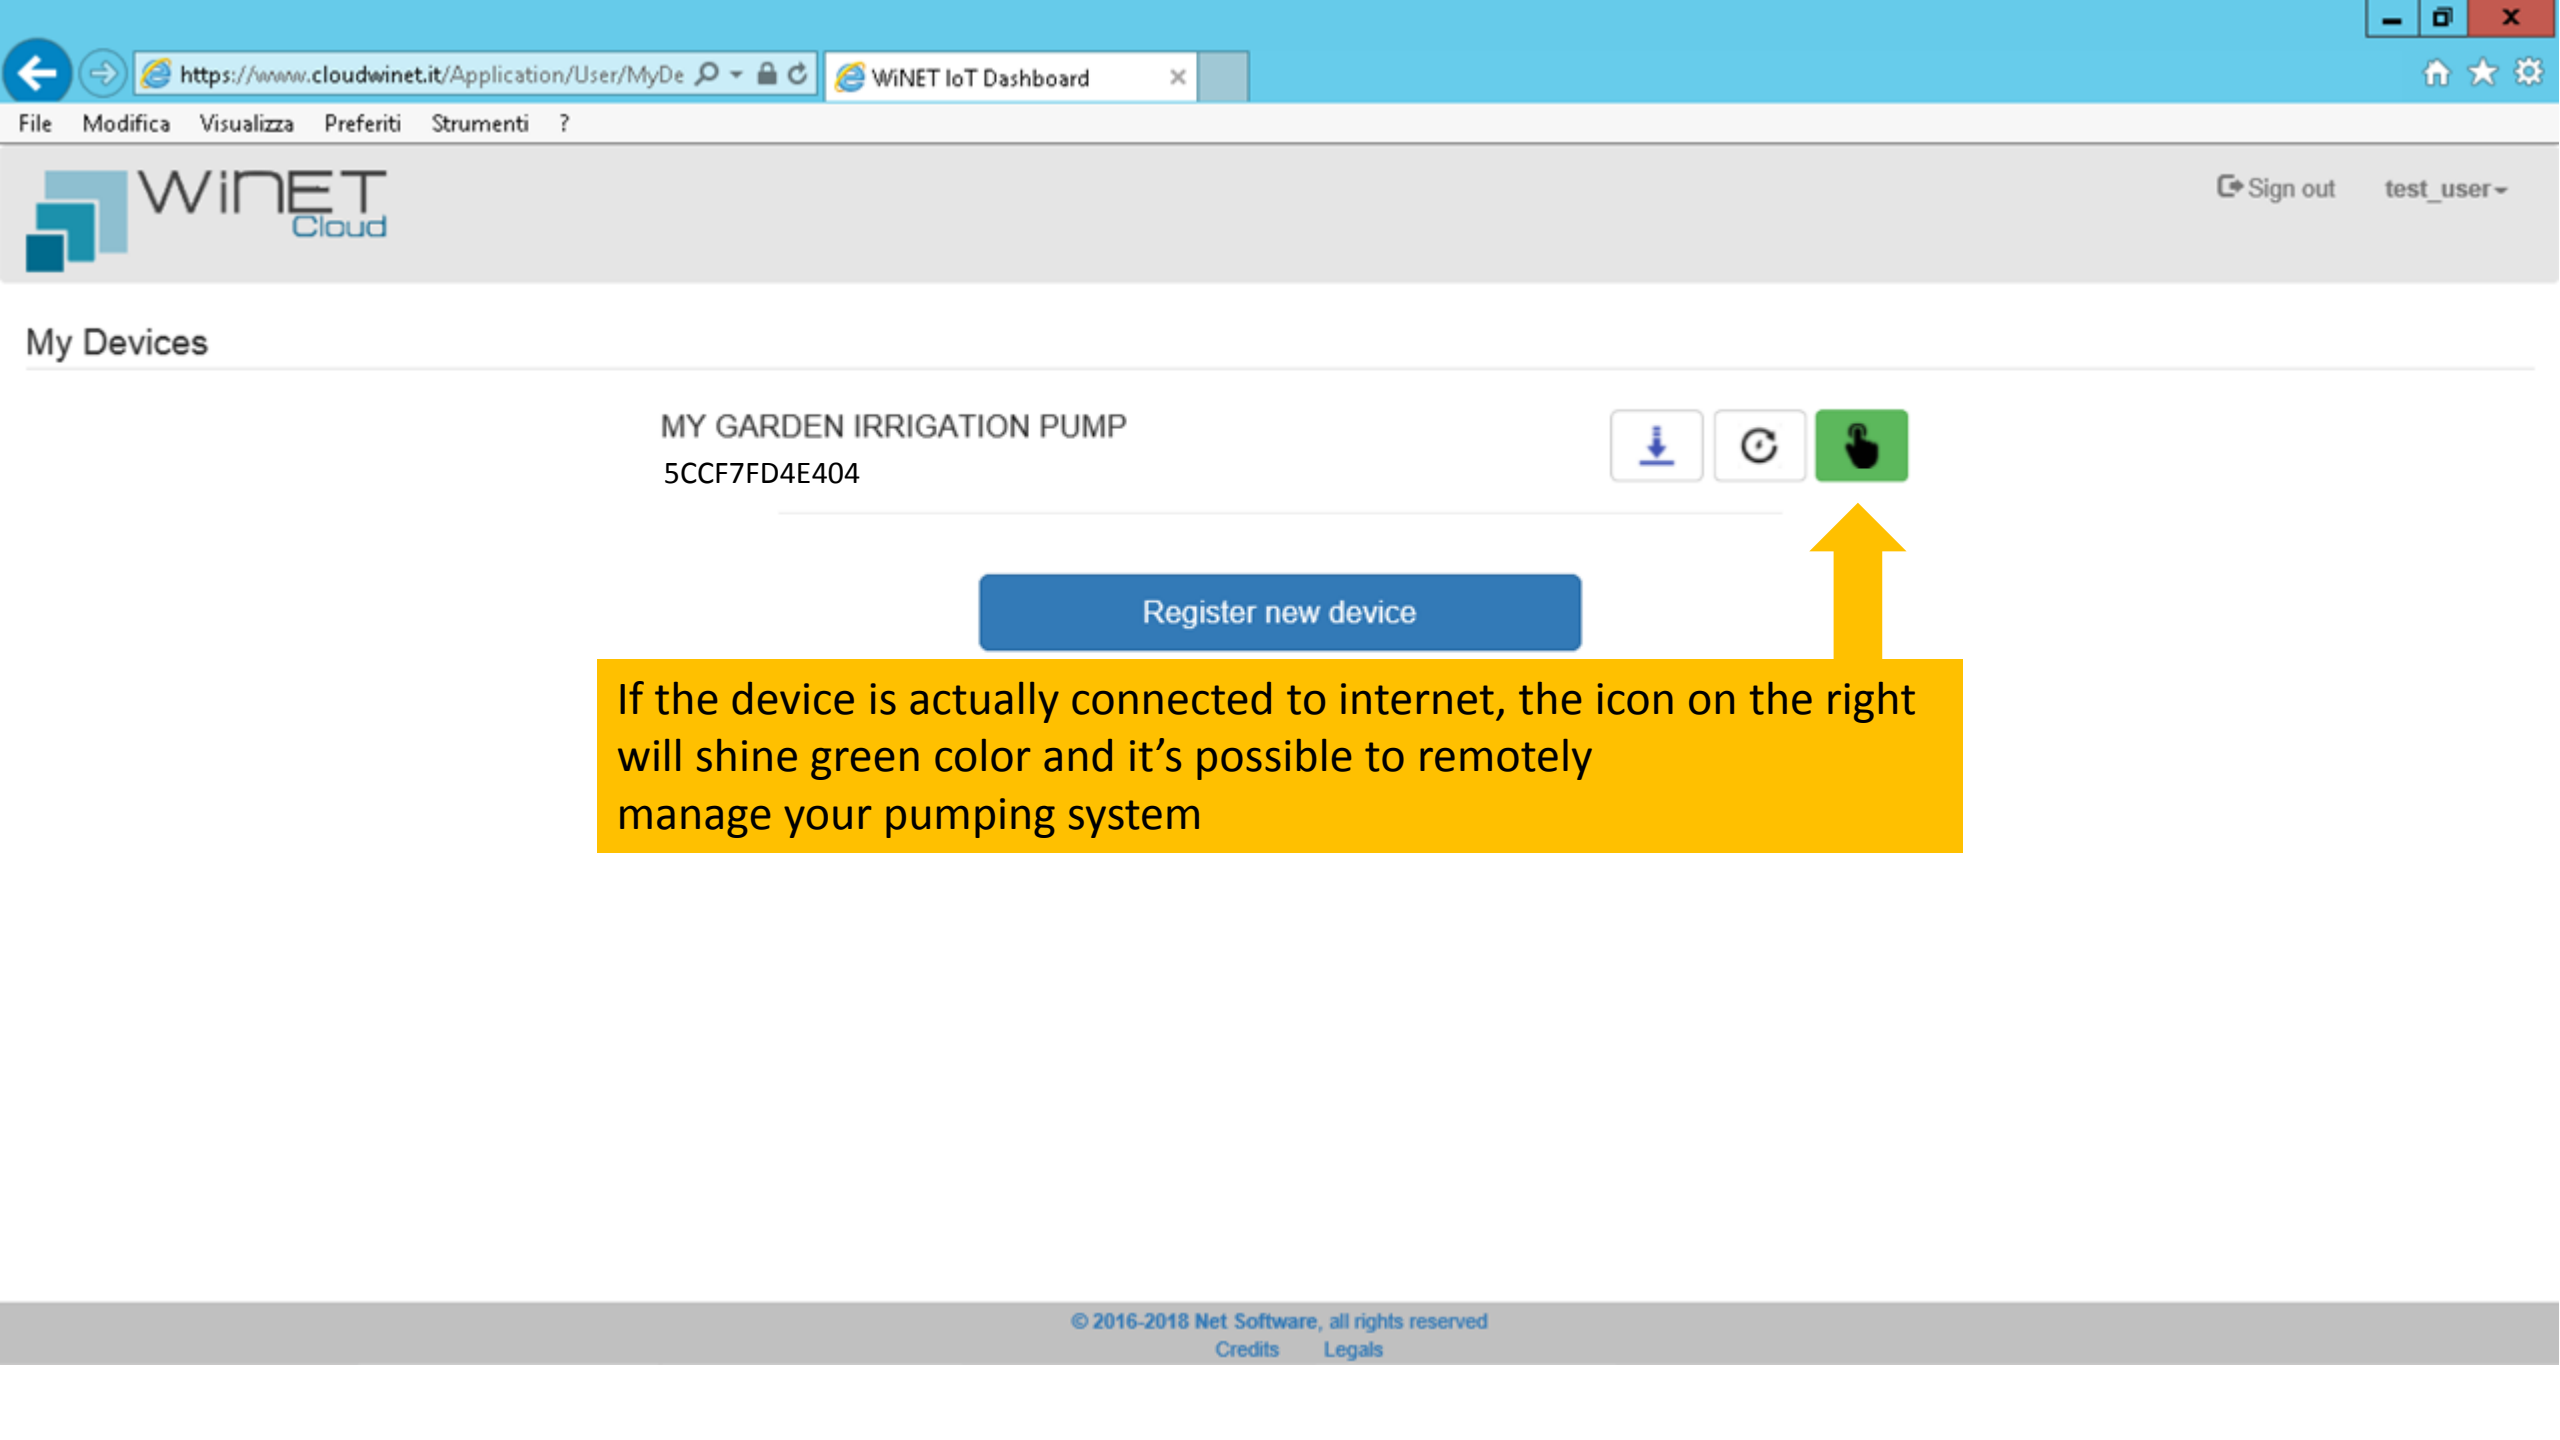 https://www.cloudwinet.it/Application/User/MyDe
WiNET IoT Dashboard
File Modifica Visualizza Preferiti Strumenti ?
WiNET
Cloud
Sign out test_user
My Devices
MY GARDEN IRRIGATION PUMP
5CCF7FD4E404
Register new device
If the device is actually connected to internet, the icon on the right
will shine green color and it’s possible to remotely
manage your pumping system
© 2016-2018 Net Software, all rights reserved
Credits Legals